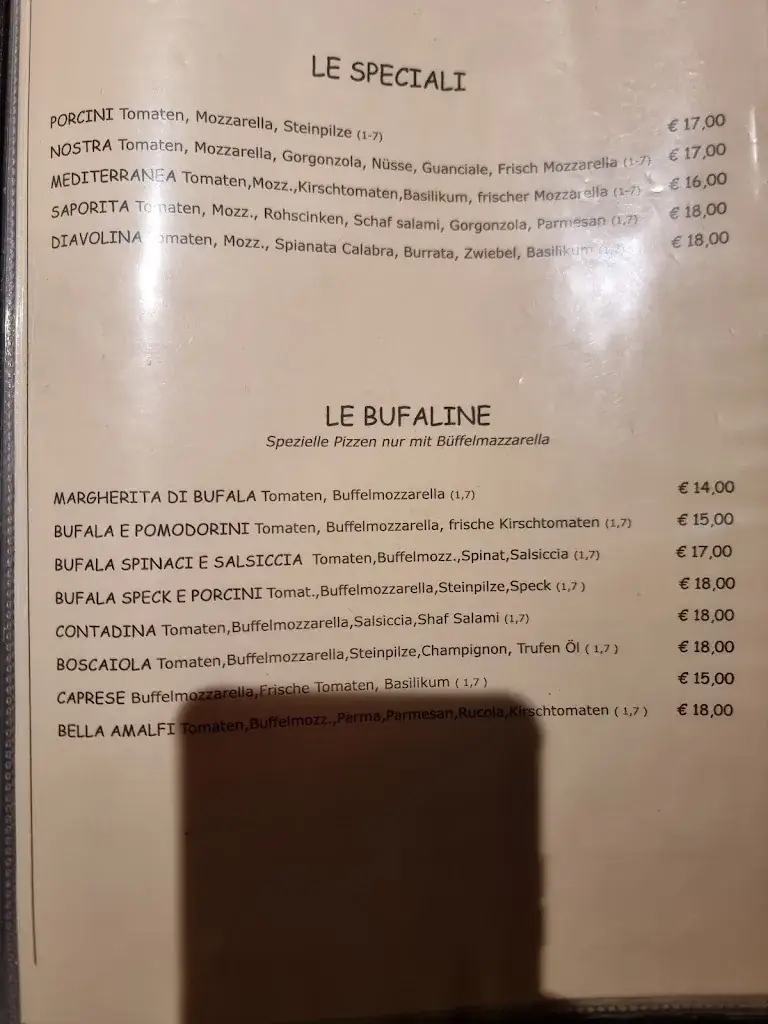 LE SPECIALI
PORCINI Tomaten, Mozzarella, Steinpilze (1-7) € 17,00
NOSTRA Tomaten, Mozzarella, Gorgonzola, Nüsse, Guanciale, Frisch Mozzarella (1-7) € 17,00
MEDITERRANEA Tomaten,Mozz.,Kirschtomaten,Basilikum, frischer Mozzarella (1-7) € 16,00
SAPORITA Tomaten, Mozz., Rohscinken, Schaf salami, Gorgonzola, Parmesan (1,7) € 18,00
DIAVOLINA Tomaten, Mozz., Spianata Calabra, Burrata, Zwiebel, Basilikum (1,7) € 18,00
LE BUFALINE
Spezielle Pizzen nur mit Büffelmazzarella
MARGHERITA DI BUFALA Tomaten, Buffelmozzarella (1,7) € 14,00
BUFALA E POMODORINI Tomaten, Buffelmozzarella, frische Kirschtomaten (1,7) € 15,00
BUFALA SPINACI E SALSICCIA Tomaten,Buffelmozz.,Spinat,Salsiccia (1,7) € 17,00
BUFALA SPECK E PORCINI Tomat.,Buffelmozzarella,Steinpilze,Speck (1,7 ) € 18,00
CONTADINA Tomaten,Buffelmozzarella,Salsiccia,Shaf Salami (1,7) € 18,00
BOSCAIOLA Tomaten,Buffelmozzarella,Steinpilze,Champignon, Trufen Öl ( 1,7 ) € 18,00
CAPRESE Buffelmozzarella,Frische Tomaten, Basilikum ( 1,7 ) € 15,00
BELLA AMALFI Tomaten,Buffelmozz.,Parma,Parmesan,Rucola,Kirschtomaten ( 1,7 ) € 18,00